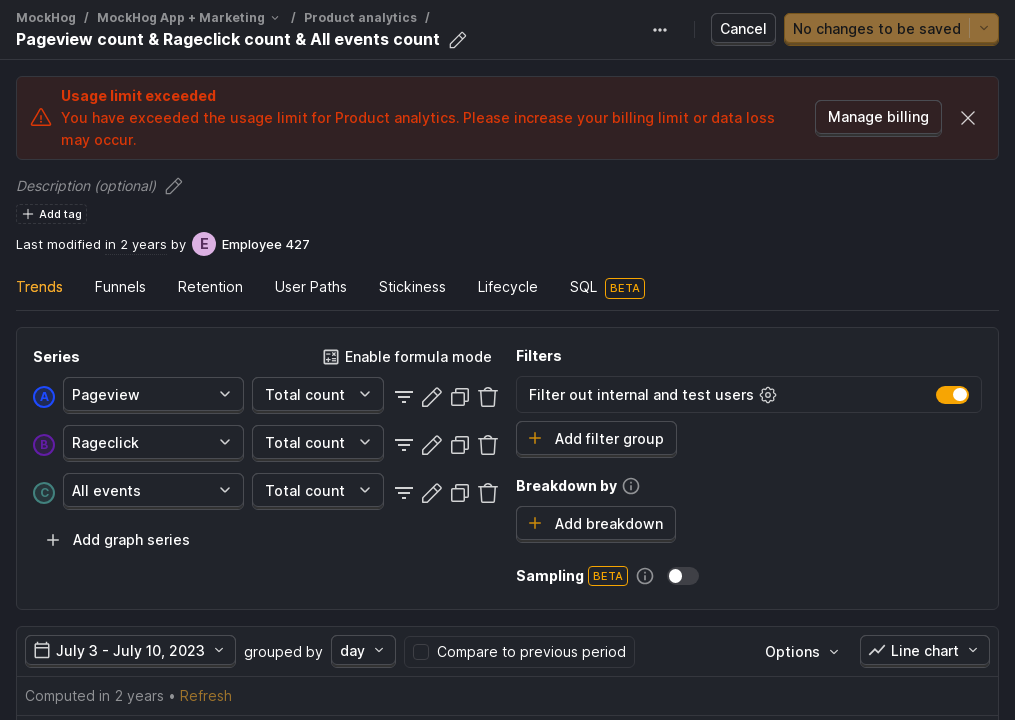 MockHog / MockHog App + Marketing / Product analytics /
Pageview count & Rageclick count & All events count
Cancel
No changes to be saved
Usage limit exceeded
You have exceeded the usage limit for Product analytics. Please increase your billing limit or data loss
may occur.
Manage billing
Description (optional)
Add tag
Last modified in 2 years by E Employee 427
Trends Funnels Retention User Paths Stickiness Lifecycle SQL BETA
Series
Enable formula mode
A Pageview Total count
B Rageclick Total count
C All events Total count
Add graph series
Filters
Filter out internal and test users
Add filter group
Breakdown by
Add breakdown
Sampling BETA
July 3 - July 10, 2023 grouped by day Compare to previous period Options Line chart
Computed in 2 years • Refresh